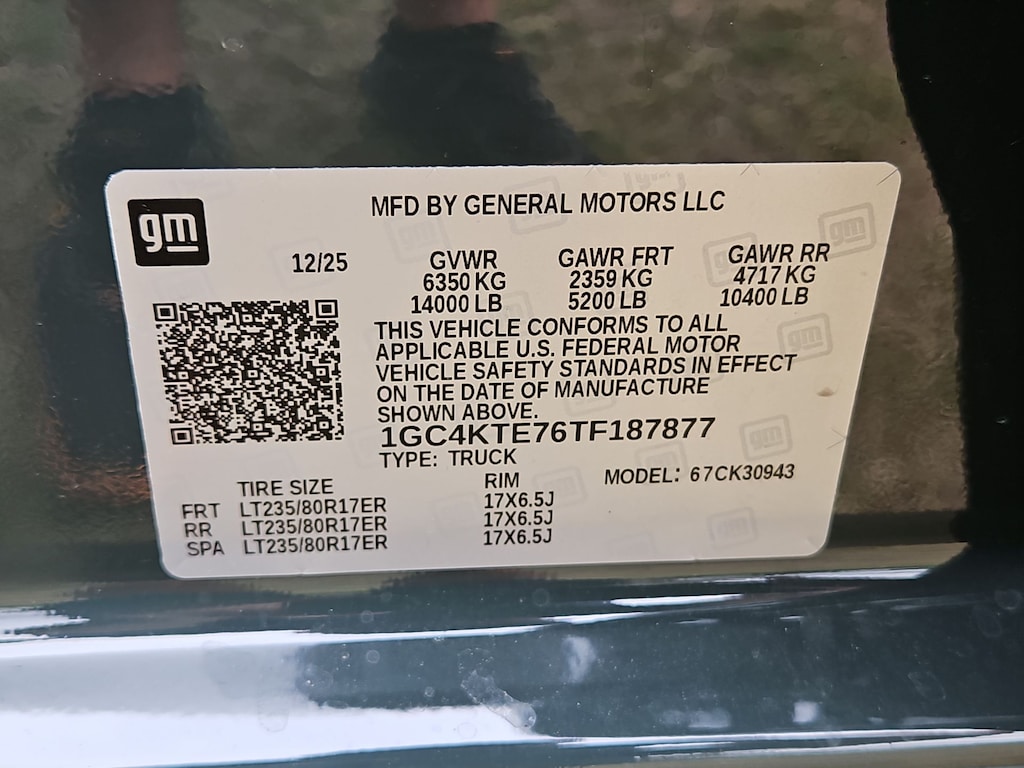 gm
MFD BY GENERAL MOTORS LLC
12/25 GVWR GAWR FRT GAWR RR
6350 KG 2359 KG 4717 KG
14000 LB 5200 LB 10400 LB
THIS VEHICLE CONFORMS TO ALL
APPLICABLE U.S. FEDERAL MOTOR
VEHICLE SAFETY STANDARDS IN EFFECT
ON THE DATE OF MANUFACTURE
SHOWN ABOVE.
1GC4KTE76TF187877
TYPE: TRUCK
MODEL: 67CK30943
TIRE SIZE RIM
FRT LT235/80R17ER 17X6.5J
RR LT235/80R17ER 17X6.5J
SPA LT235/80R17ER 17X6.5J